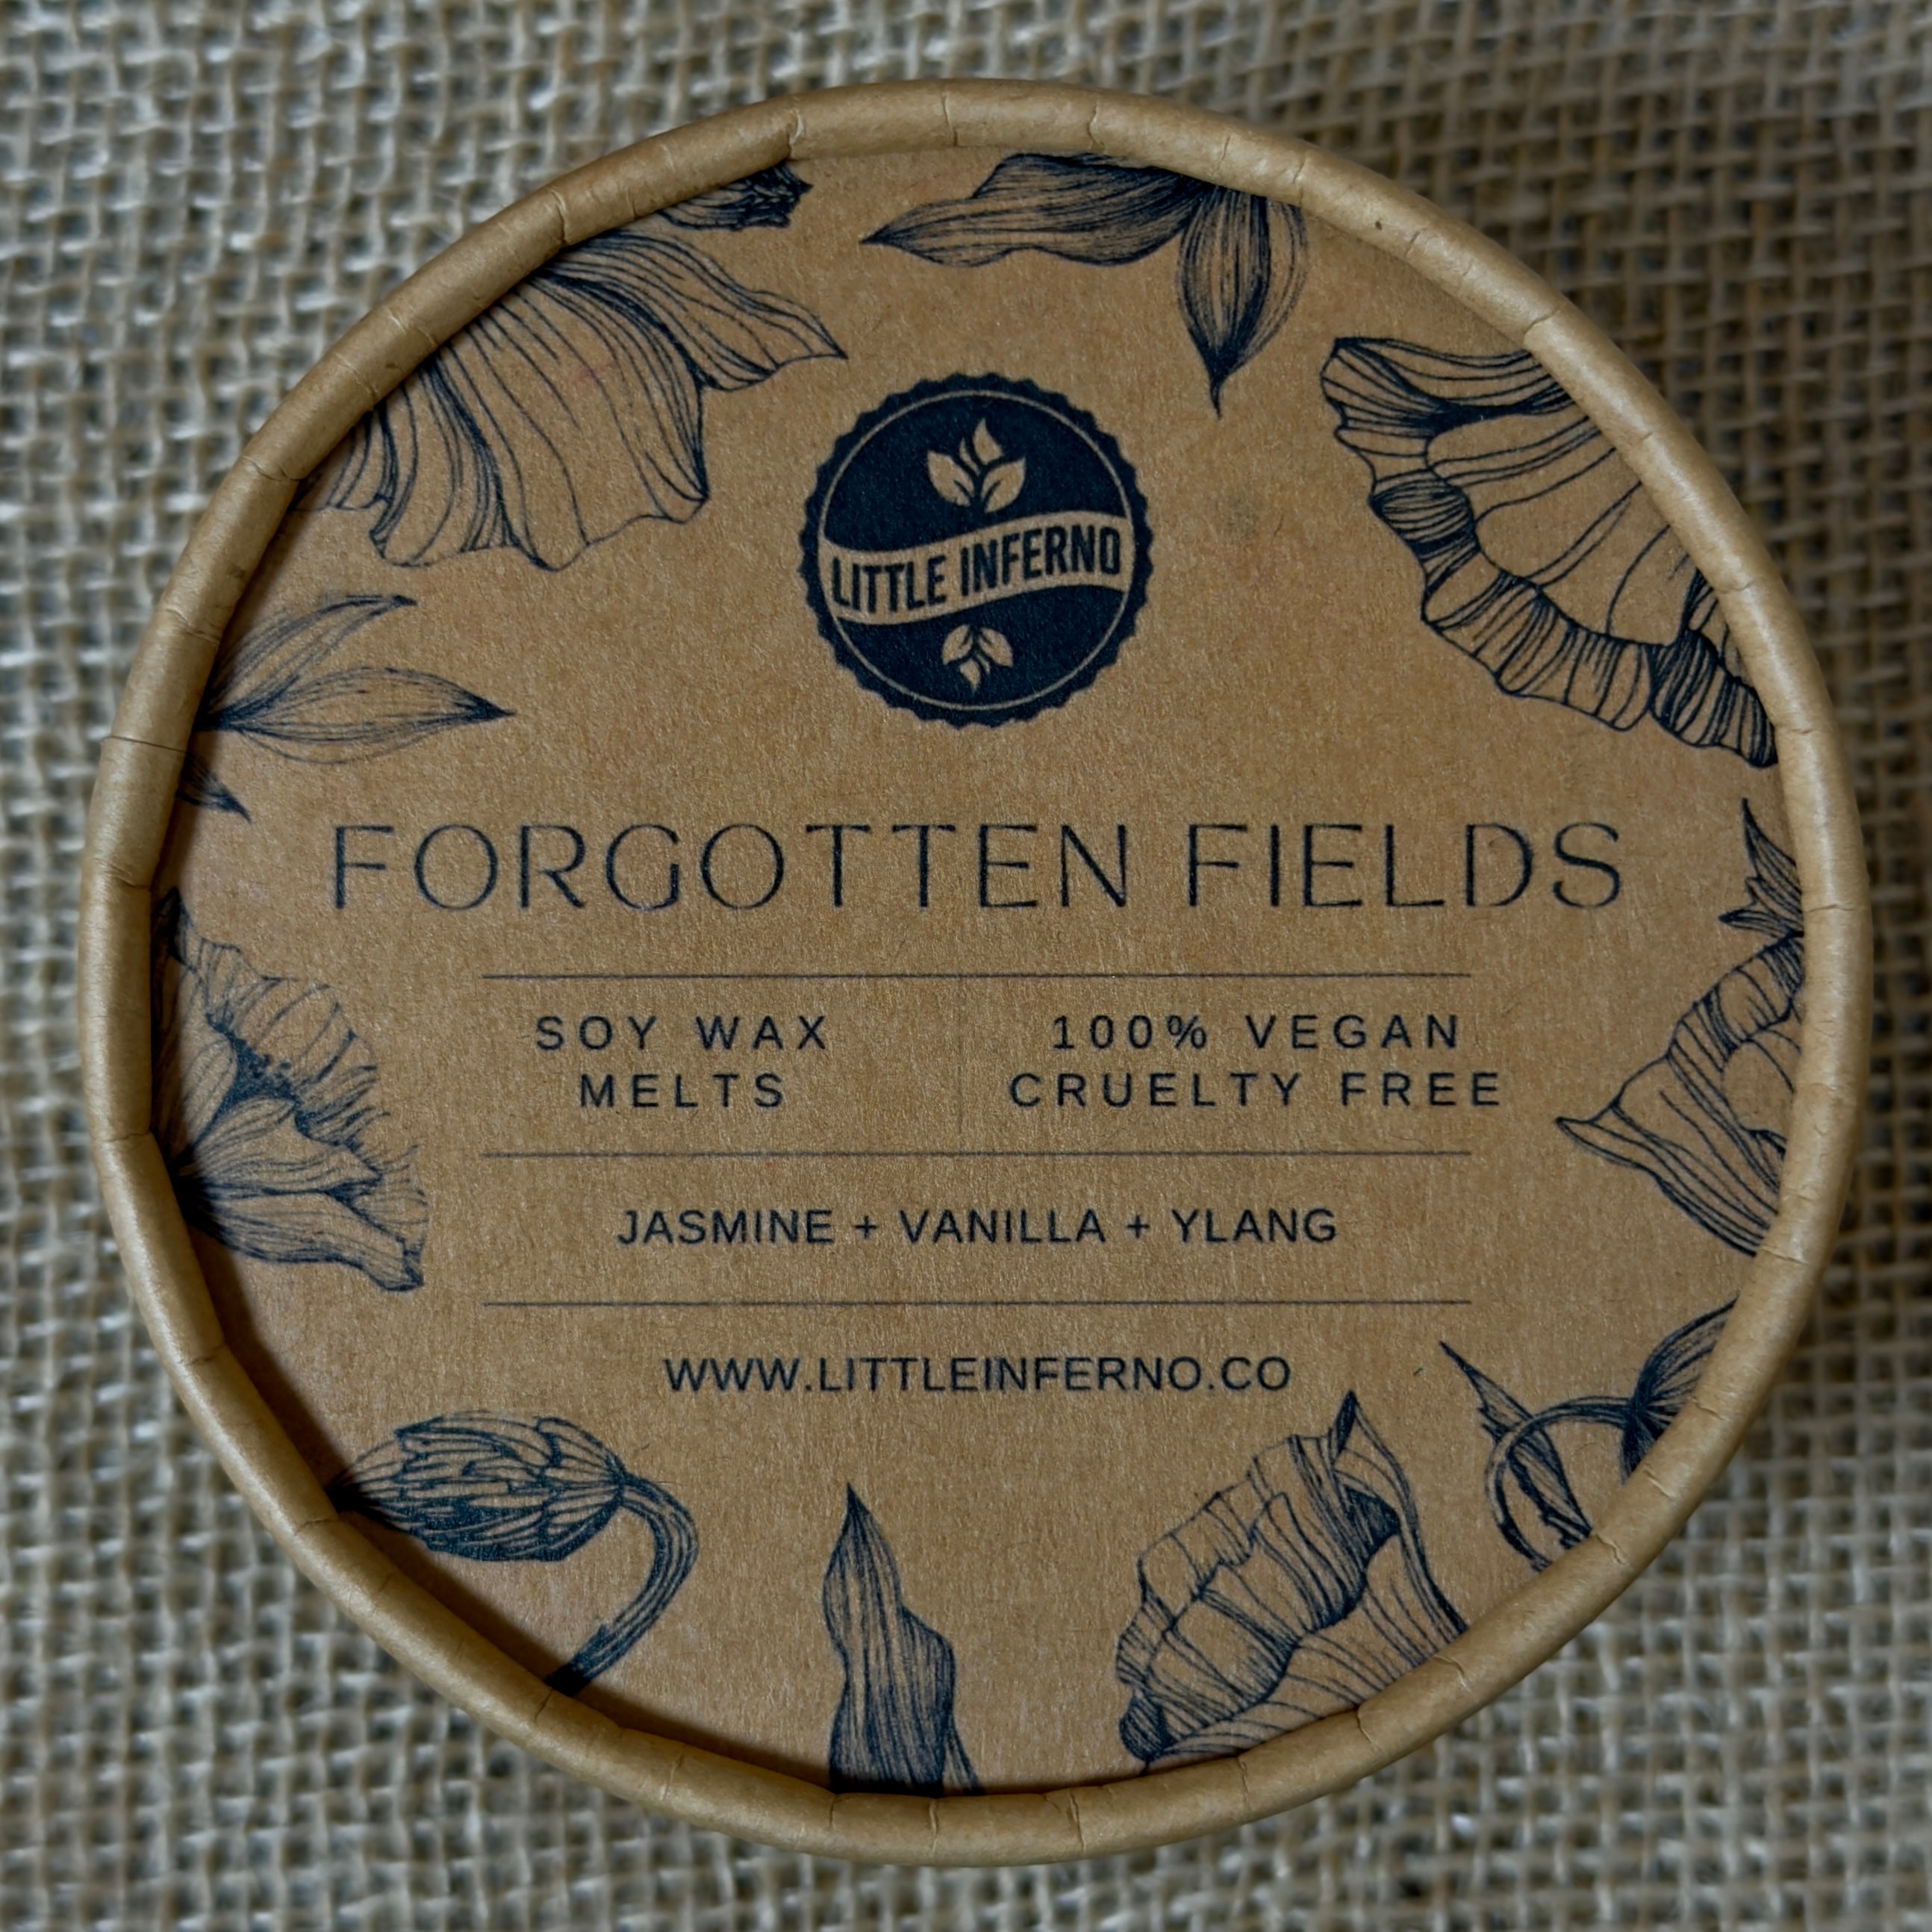 LITTLE INFERNO
FORGOTTEN FIELDS
SOY WAX
MELTS
100% VEGAN
CRUELTY FREE
JASMINE + VANILLA + YLANG
WWW.LITTLEINFERNO.CO